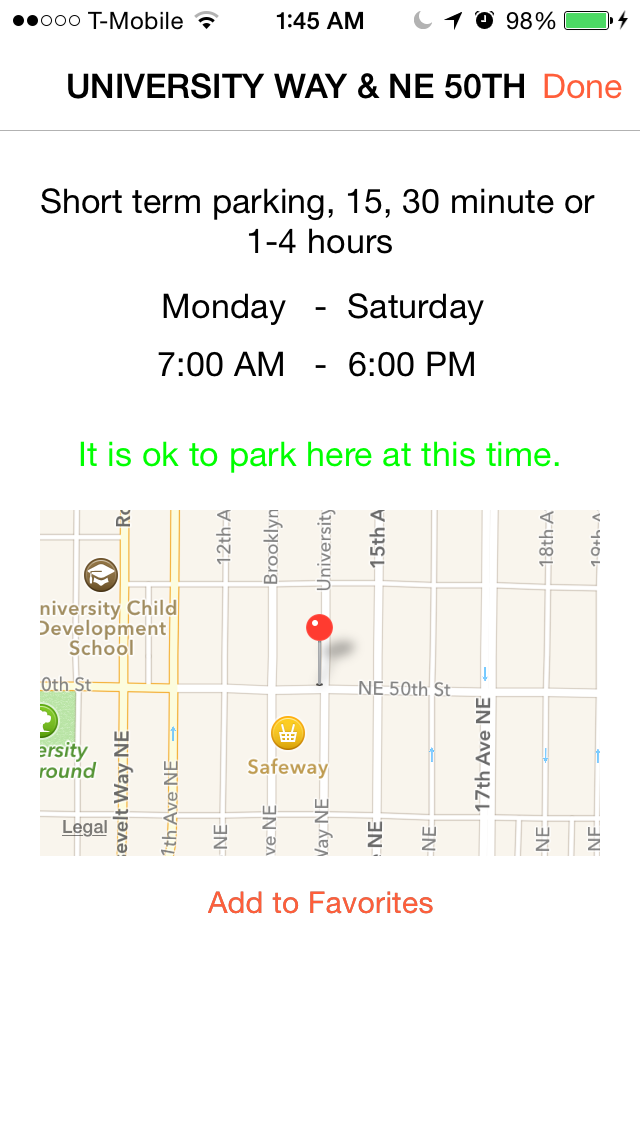 T-Mobile 1:45 AM 98%
UNIVERSITY WAY & NE 50TH Done
Short term parking, 15, 30 minute or
1-4 hours
Monday - Saturday
7:00 AM - 6:00 PM
It is ok to park here at this time.
Ro
12th A
Brooklyn
University
15th A
18th A
19th A
niversity Child
Development
School
0th St
NE 50th St
ersity
round
Safeway
evelt Way NE
1th Ave NE
NE
ve NE
Way NE
NE
NE
17th Ave NE
NE
NE
Legal
Add to Favorites